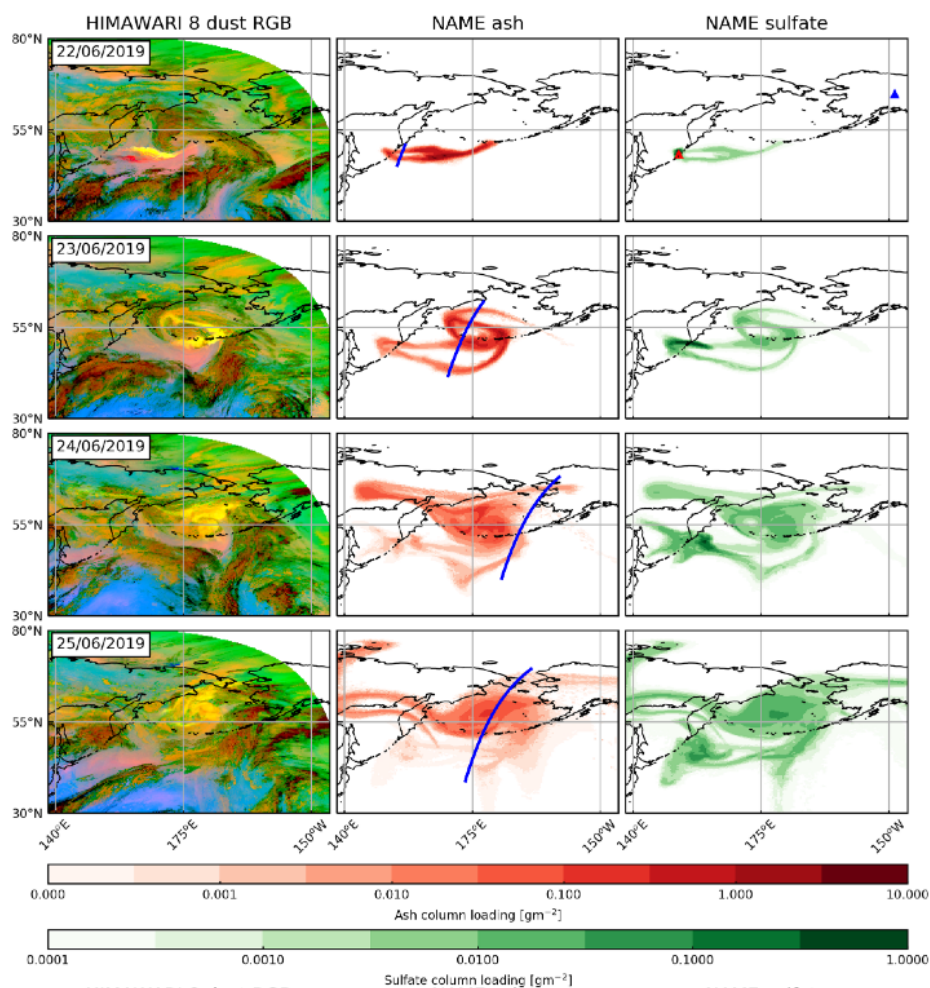 HIMAWARI 8 dust RGB NAME ash NAME sulfate
80°N
22/06/2019
55°N
30°N
80°N
23/06/2019
55°N
30°N
80°N
24/06/2019
55°N
30°N
80°N
25/06/2019
55°N
30°N
140°E 175°E 150°W 140°E 175°E 150°W 140°E 175°E 150°W
0.000 0.001 0.010 0.100 1.000 10.000
Ash column loading [gm⁻²]
0.0001 0.0010 0.0100 0.1000 1.0000
Sulfate column loading [gm⁻²]